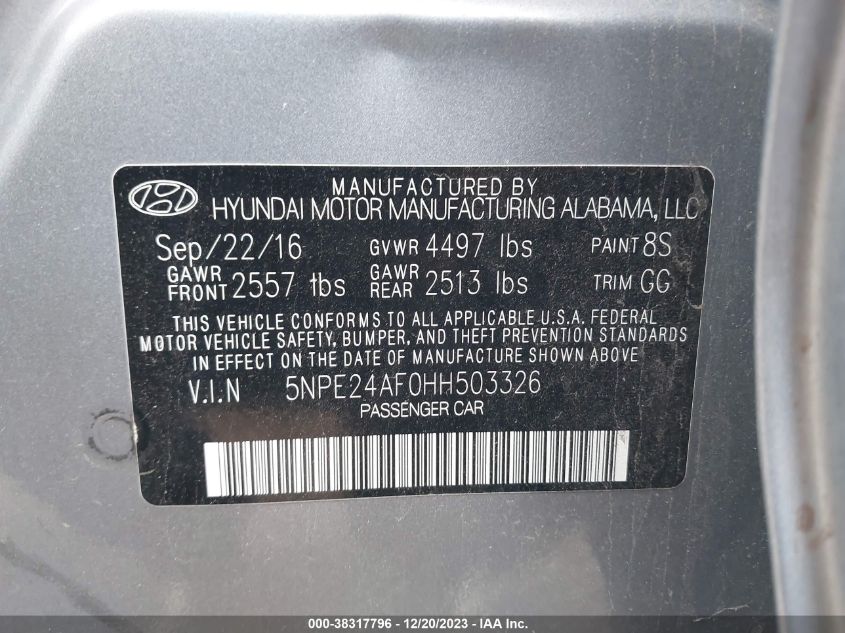 MANUFACTURED BY
HYUNDAI MOTOR MANUFACTURING ALABAMA, LLC
Sep/22/16 GVWR 4497 lbs PAINT 8S
GAWR FRONT 2557 lbs GAWR REAR 2513 lbs TRIM GG
THIS VEHICLE CONFORMS TO ALL APPLICABLE U.S.A. FEDERAL
MOTOR VEHICLE SAFETY, BUMPER, AND THEFT PREVENTION STANDARDS
IN EFFECT ON THE DATE OF MANUFACTURE SHOWN ABOVE
V.I.N 5NPE24AF0HH503326
PASSENGER CAR
000-38317796 - 12/20/2023 - IAA Inc.